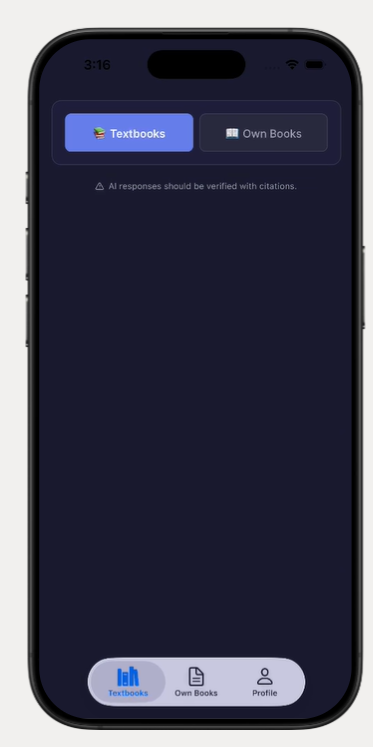 3:16
📚 Textbooks
📖 Own Books
⚠ AI responses should be verified with citations.
Textbooks
Own Books
Profile